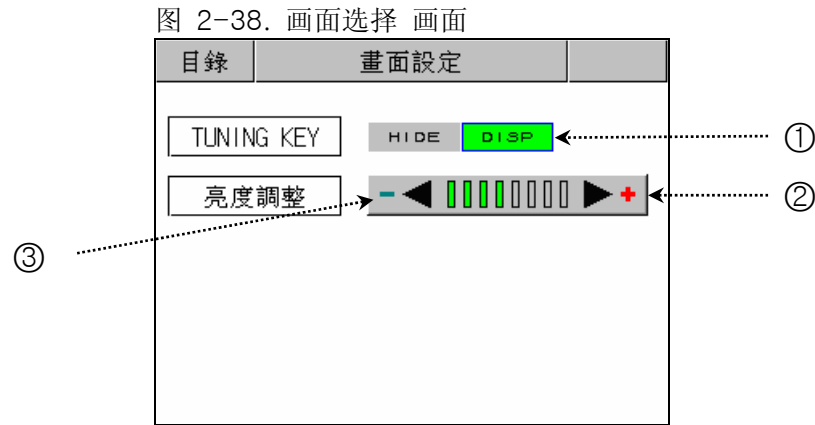 图 2-38. 画面选择 画面
目錄 畫面設定
TUNING KEY HIDE DISP ①
亮度調整 - + ②
③